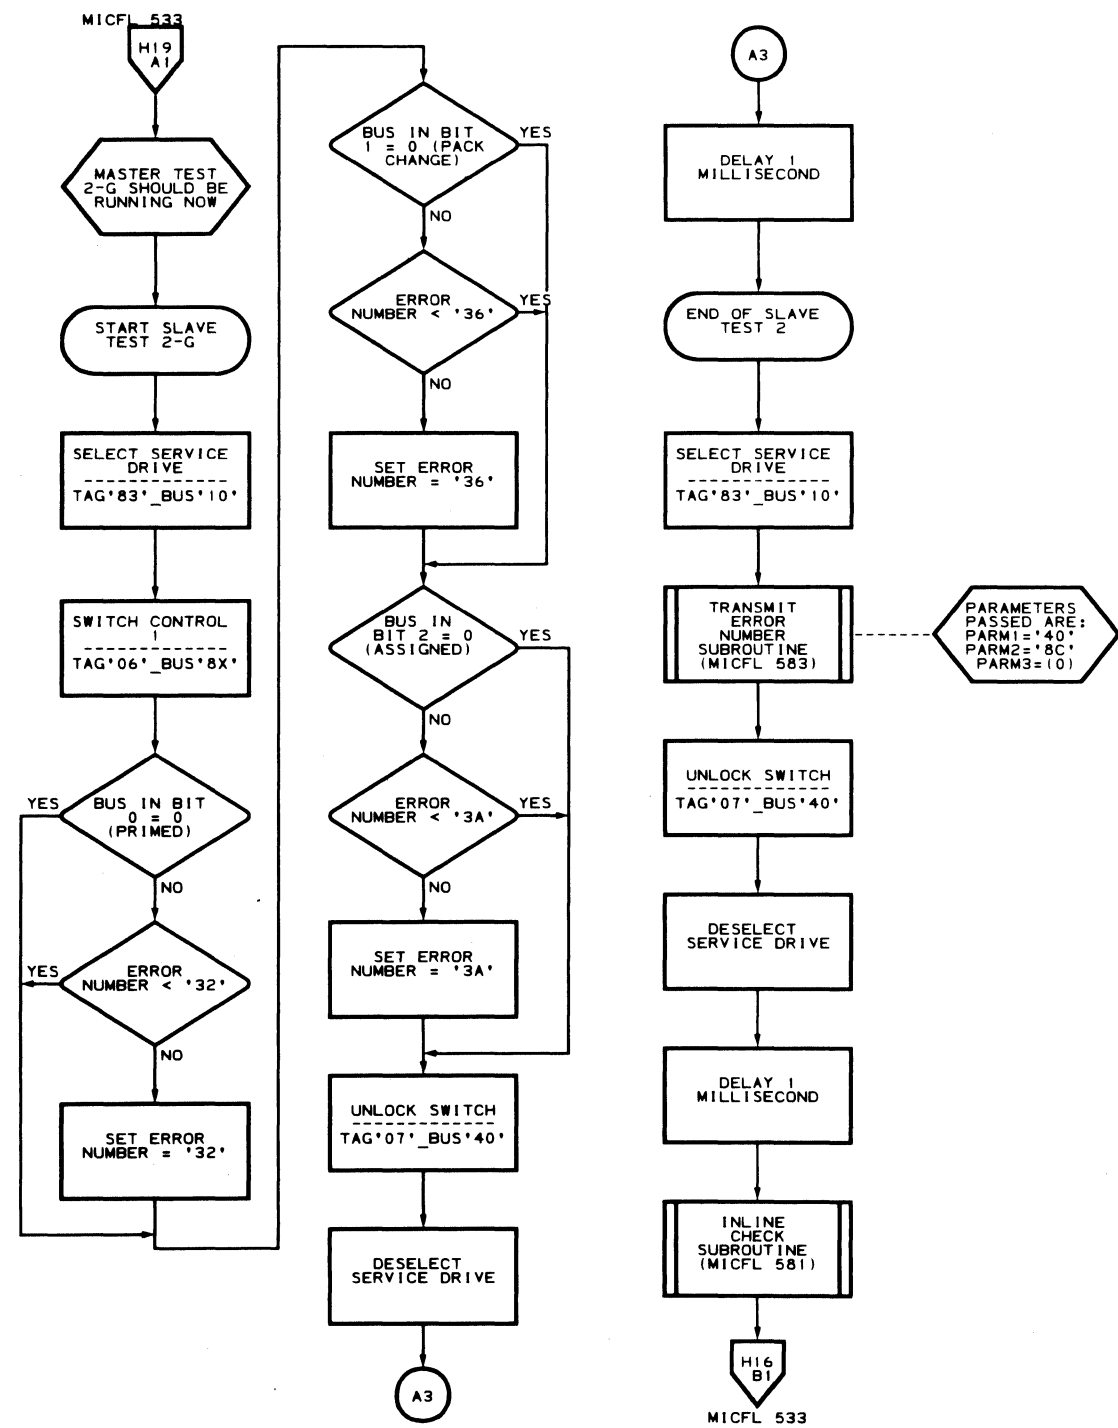 MICFL 533
H19
A1
MASTER TEST
2-G SHOULD BE
RUNNING NOW
START SLAVE
TEST 2-G
SELECT SERVICE
DRIVE
TAG'83'_BUS'10'
SWITCH CONTROL
1
TAG'06'_BUS'8X'
BUS IN BIT
0 = 0
(PRIMED)
YES
NO
ERROR
NUMBER < '32'
YES
NO
SET ERROR
NUMBER = '32'
BUS IN BIT
1 = 0 (PACK
CHANGE)
YES
NO
ERROR
NUMBER < '36'
YES
NO
SET ERROR
NUMBER = '36'
BUS IN
BIT 2 = 0
(ASSIGNED)
YES
NO
ERROR
NUMBER < '3A'
YES
NO
SET ERROR
NUMBER = '3A'
UNLOCK SWITCH
TAG'07'_BUS'40'
DESELECT
SERVICE DRIVE
A3
A3
DELAY 1
MILLISECOND
END OF SLAVE
TEST 2
SELECT SERVICE
DRIVE
TAG'83'_BUS'10'
TRANSMIT
ERROR
NUMBER
SUBROUTINE
(MICFL 583)
PARAMETERS
PASSED ARE:
PARM1='40'
PARM2='8C'
PARM3=(0)
UNLOCK SWITCH
TAG'07'_BUS'40'
DESELECT
SERVICE DRIVE
DELAY 1
MILLISECOND
INLINE
CHECK
SUBROUTINE
(MICFL 581)
H16
B1
MICFL 533